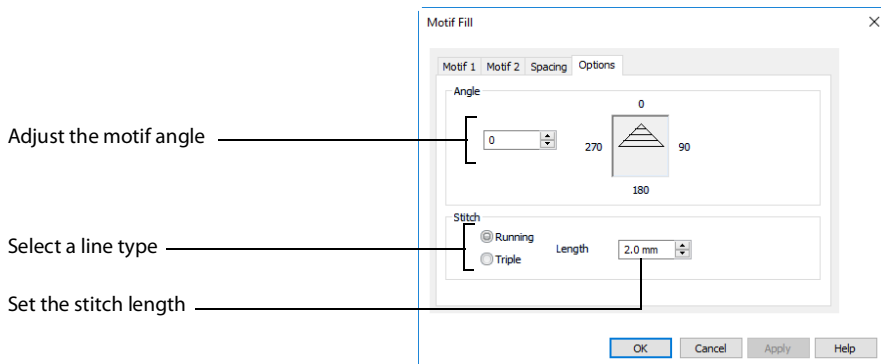 Motif Fill
Motif 1 Motif 2 Spacing Options
Angle
0
Adjust the motif angle
0
270
90
180
Stitch
Running
Select a line type
Length
2.0 mm
Triple
Set the stitch length
OK Cancel Apply Help